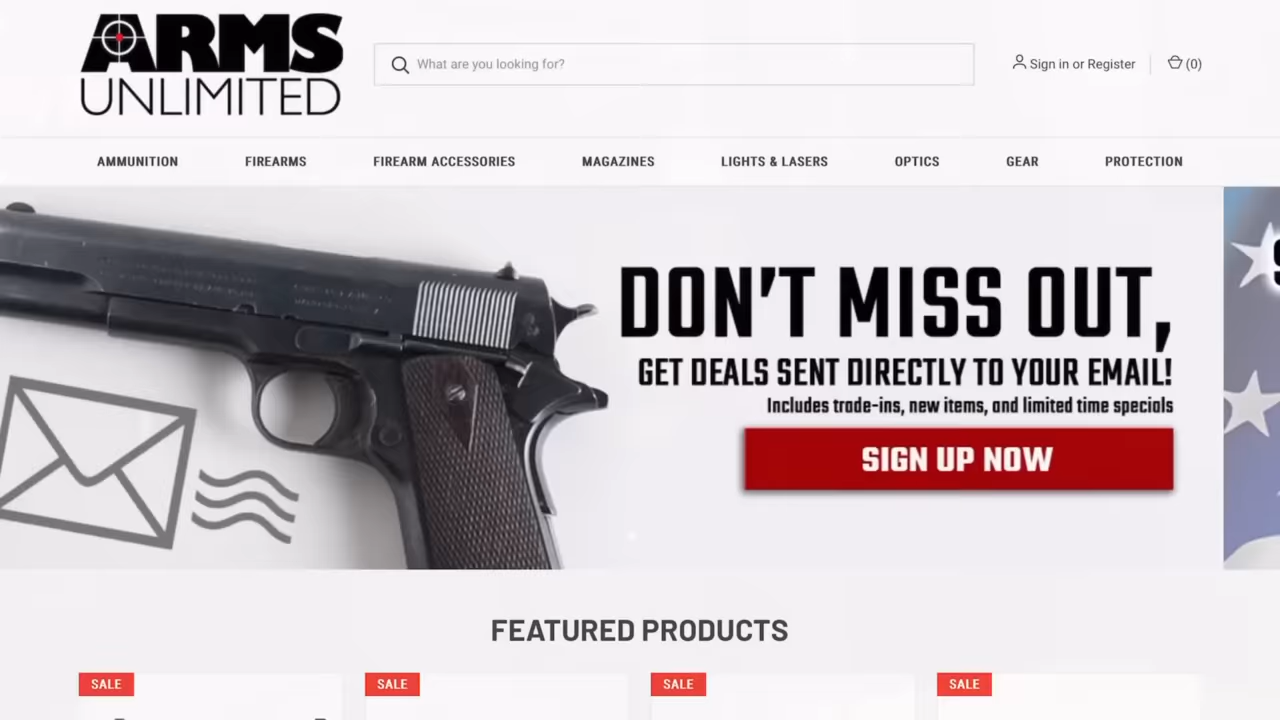 ARMS
UNLIMITED
What are you looking for?
Sign in or Register
(0)
AMMUNITION
FIREARMS
FIREARM ACCESSORIES
MAGAZINES
LIGHTS & LASERS
OPTICS
GEAR
PROTECTION
DON'T MISS OUT,
GET DEALS SENT DIRECTLY TO YOUR EMAIL!
Includes trade-ins, new items, and limited time specials
SIGN UP NOW
FEATURED PRODUCTS
SALE
SALE
SALE
SALE